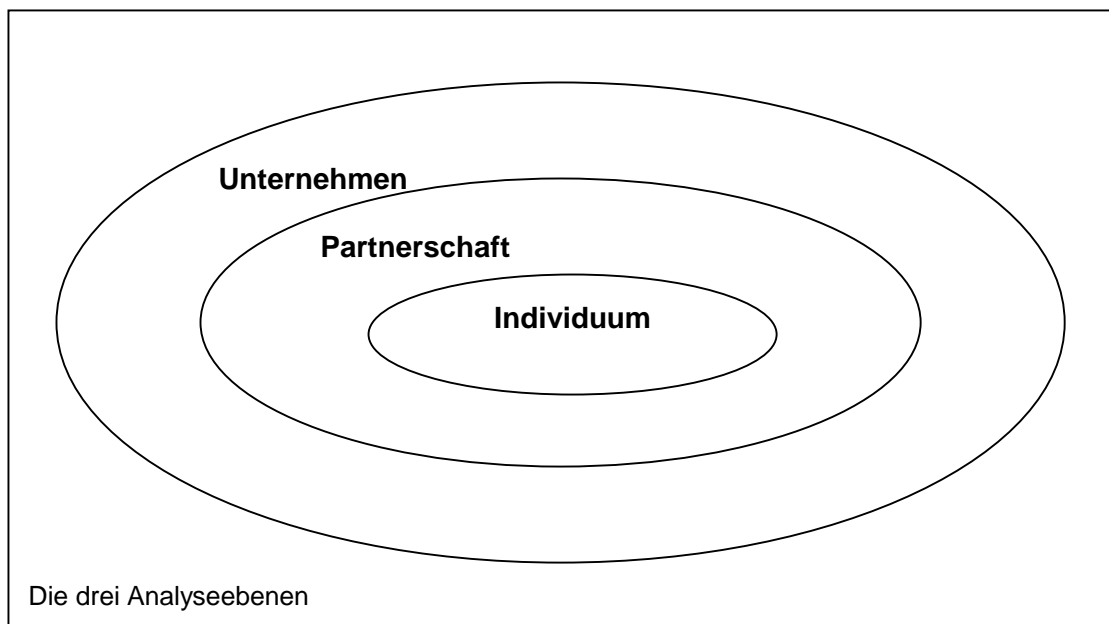 Unternehmen
Partnerschaft
Individuum
Die drei Analyseebenen